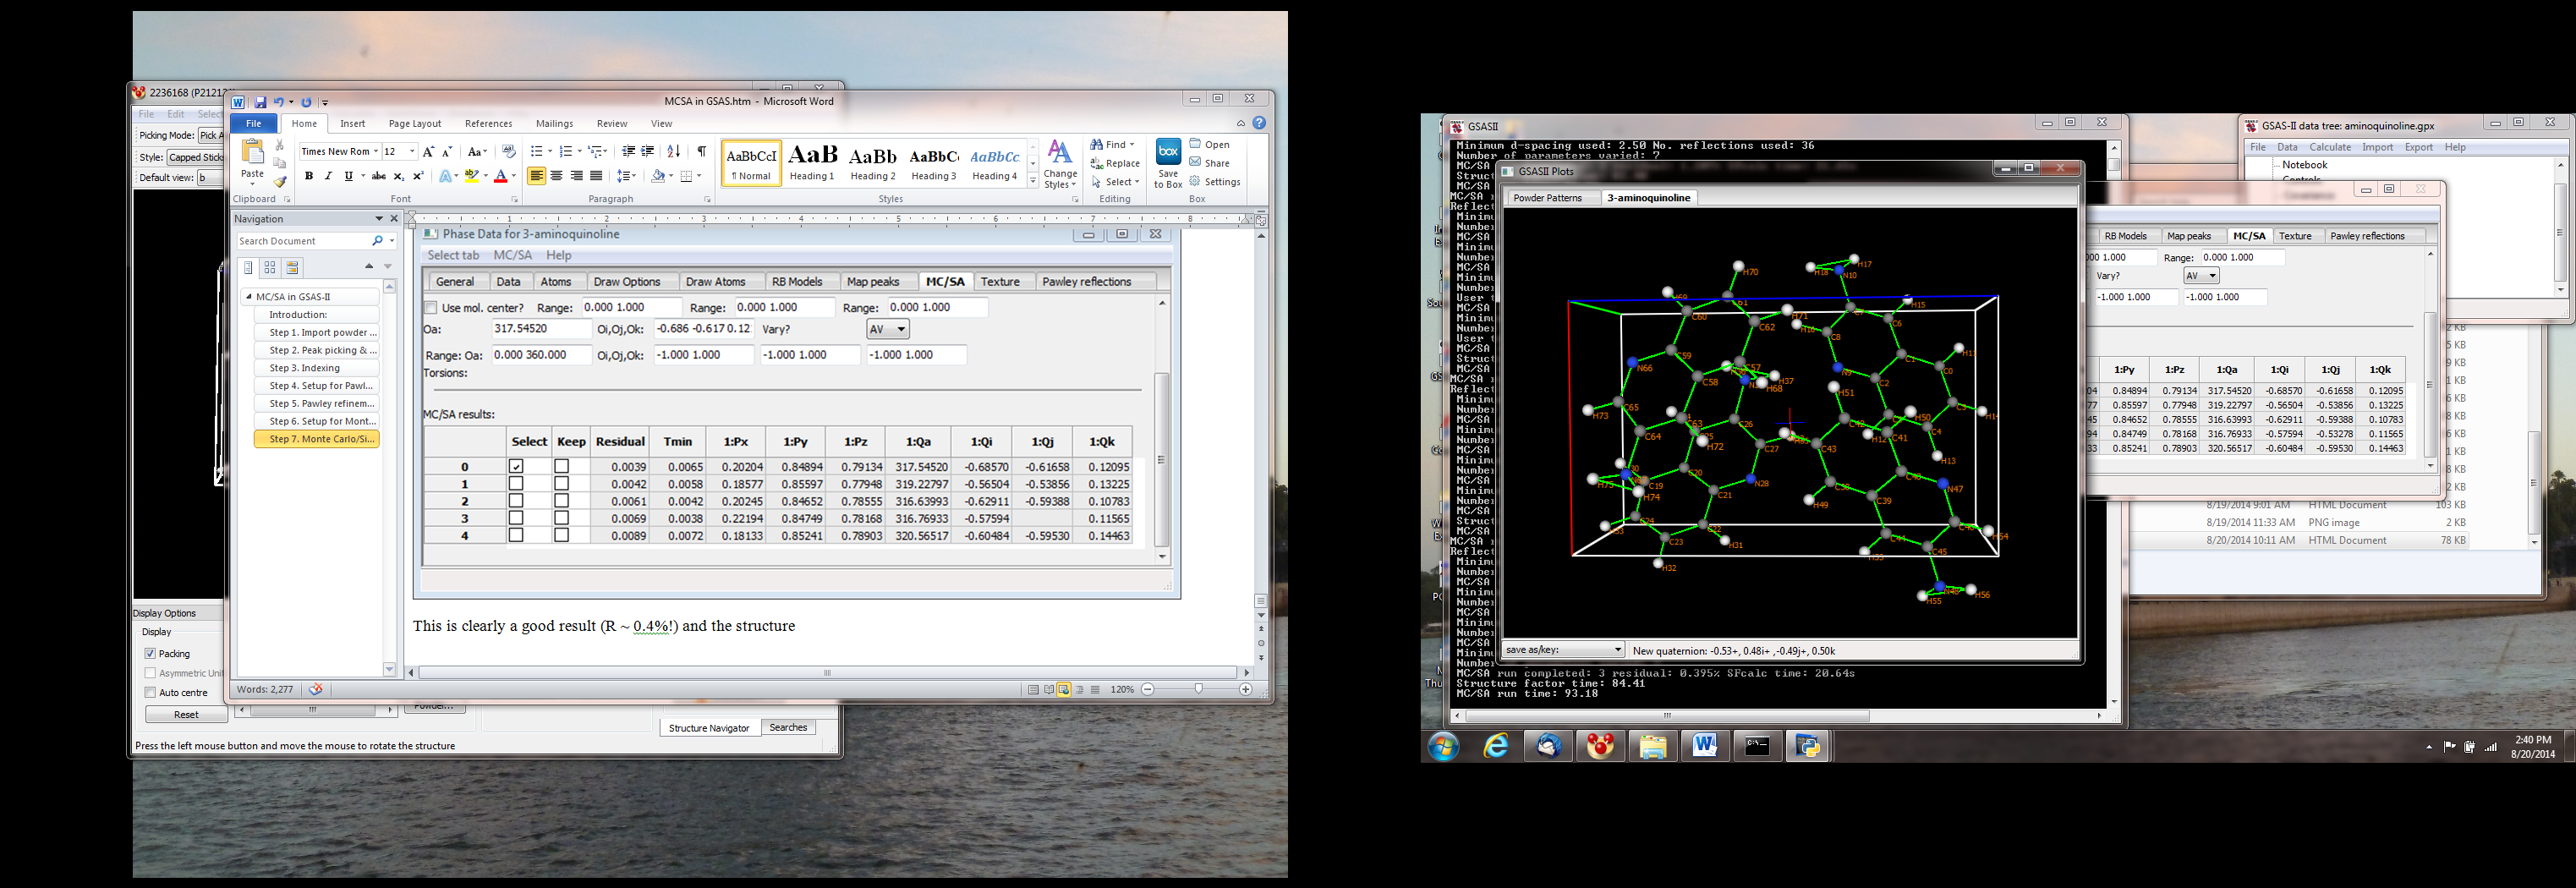 2236168 (P2121
File Edit Select
Picking Mode: Pick A
Style: Capped Sticks
Default view: b
Display Options
Display
Packing
Asymmetric Unit
Auto centre
Reset
Powder...
Structure Navigator Searches
Press the left mouse button and move the mouse to rotate the structure
MCSA in GSAS.htm - Microsoft Word
File Home Insert Page Layout References Mailings Review View
Times New Rom 12
Paste
Clipboard Font Paragraph Styles Editing Box
AaBbCcI AaB AaBb AaBbC AaBbCc
¶ Normal Heading 1 Heading 2 Heading 3 Heading 4
Change Styles
Find
Replace
Select
Save to Box
Open
Share
Settings
Navigation
Search Document
MC/SA in GSAS-II
Introduction:
Step 1. Import powder ...
Step 2. Peak picking & ...
Step 3. Indexing
Step 4. Setup for Pawl...
Step 5. Pawley refinem...
Step 6. Setup for Mont...
Step 7. Monte Carlo/Si...
1 2 3 4 5 6 7 8
Phase Data for 3-aminoquinoline
Select tab MC/SA Help
General Data Atoms Draw Options Draw Atoms RB Models Map peaks MC/SA Texture Pawley reflections
Use mol. center? Range: 0.000 1.000 Range: 0.000 1.000 Range: 0.000 1.000
Oa: 317.54520 Oi,Oj,Ok: -0.686 -0.617 0.12 Vary? AV
Range: Oa: 0.000 360.000 Oi,Oj,Ok: -1.000 1.000 -1.000 1.000 -1.000 1.000
Torsions:
MC/SA results:
Select Keep Residual Tmin 1:Px 1:Py 1:Pz 1:Qa 1:Qi 1:Qj 1:Qk
0 0.0039 0.0065 0.20204 0.84894 0.79134 317.54520 -0.68570 -0.61658 0.12095
1 0.0042 0.0058 0.18577 0.85597 0.77948 319.22797 -0.56504 -0.53856 0.13225
2 0.0061 0.0042 0.20245 0.84652 0.78555 316.63993 -0.62911 -0.59388 0.10783
3 0.0069 0.0038 0.22194 0.84749 0.78168 316.76933 -0.57594 0.11565
4 0.0089 0.0072 0.18133 0.85241 0.78903 320.56517 -0.60484 -0.59530 0.14463
This is clearly a good result (R ~ 0.4%!) and the structure
Words: 2,277
120%
GSASII
Minimum d-spacing used: 2.50 No. reflections used: 36
Number of parameters varied: 7
GSASII Plots
Powder Patterns 3-aminoquinoline
H70 H18 H17 N10
C60 C62 H71 H15
C6 C8 H16
C59 N66 C58 C57 H37 H68
C2 C0 H51
H73 C65 C64 H72 C26 C27
C43 C41 H50 H12 C4 H13
C20 C19 C21 N28 H74
H49 C39 N47
C23 H31 H32
C45 H54
H55 H56
save as/key: New quaternion: -0.53+, 0.48i+ ,-0.49j+, 0.50k
MC/SA run completed: 3 residual: 0.395% SFcalc time: 20.64s
Structure factor time: 84.41
MC/SA run time: 93.18
GSAS-II data tree: aminoquinoline.gpx
File Data Calculate Import Export Help
Notebook
Controls
Covariance
RB Models Map peaks MC/SA Texture Pawley reflections
Range: 0.000 1.000
Vary? AV
-1.000 1.000 -1.000 1.000
1:Py 1:Pz 1:Qa 1:Qi 1:Qj 1:Qk
0.84894 0.79134 317.54520 -0.68570 -0.61658 0.12095
0.85597 0.77948 319.22797 -0.56504 -0.53856 0.13225
0.84652 0.78555 316.63993 -0.62911 -0.59388 0.10783
0.84749 0.78168 316.76933 -0.57594 -0.53278 0.11565
0.85241 0.78903 320.56517 -0.60484 -0.59530 0.14463
8/19/2014 9:01 AM HTML Document 103 KB
8/19/2014 11:33 AM PNG image 2 KB
8/20/2014 10:11 AM HTML Document 78 KB
2:40 PM
8/20/2014